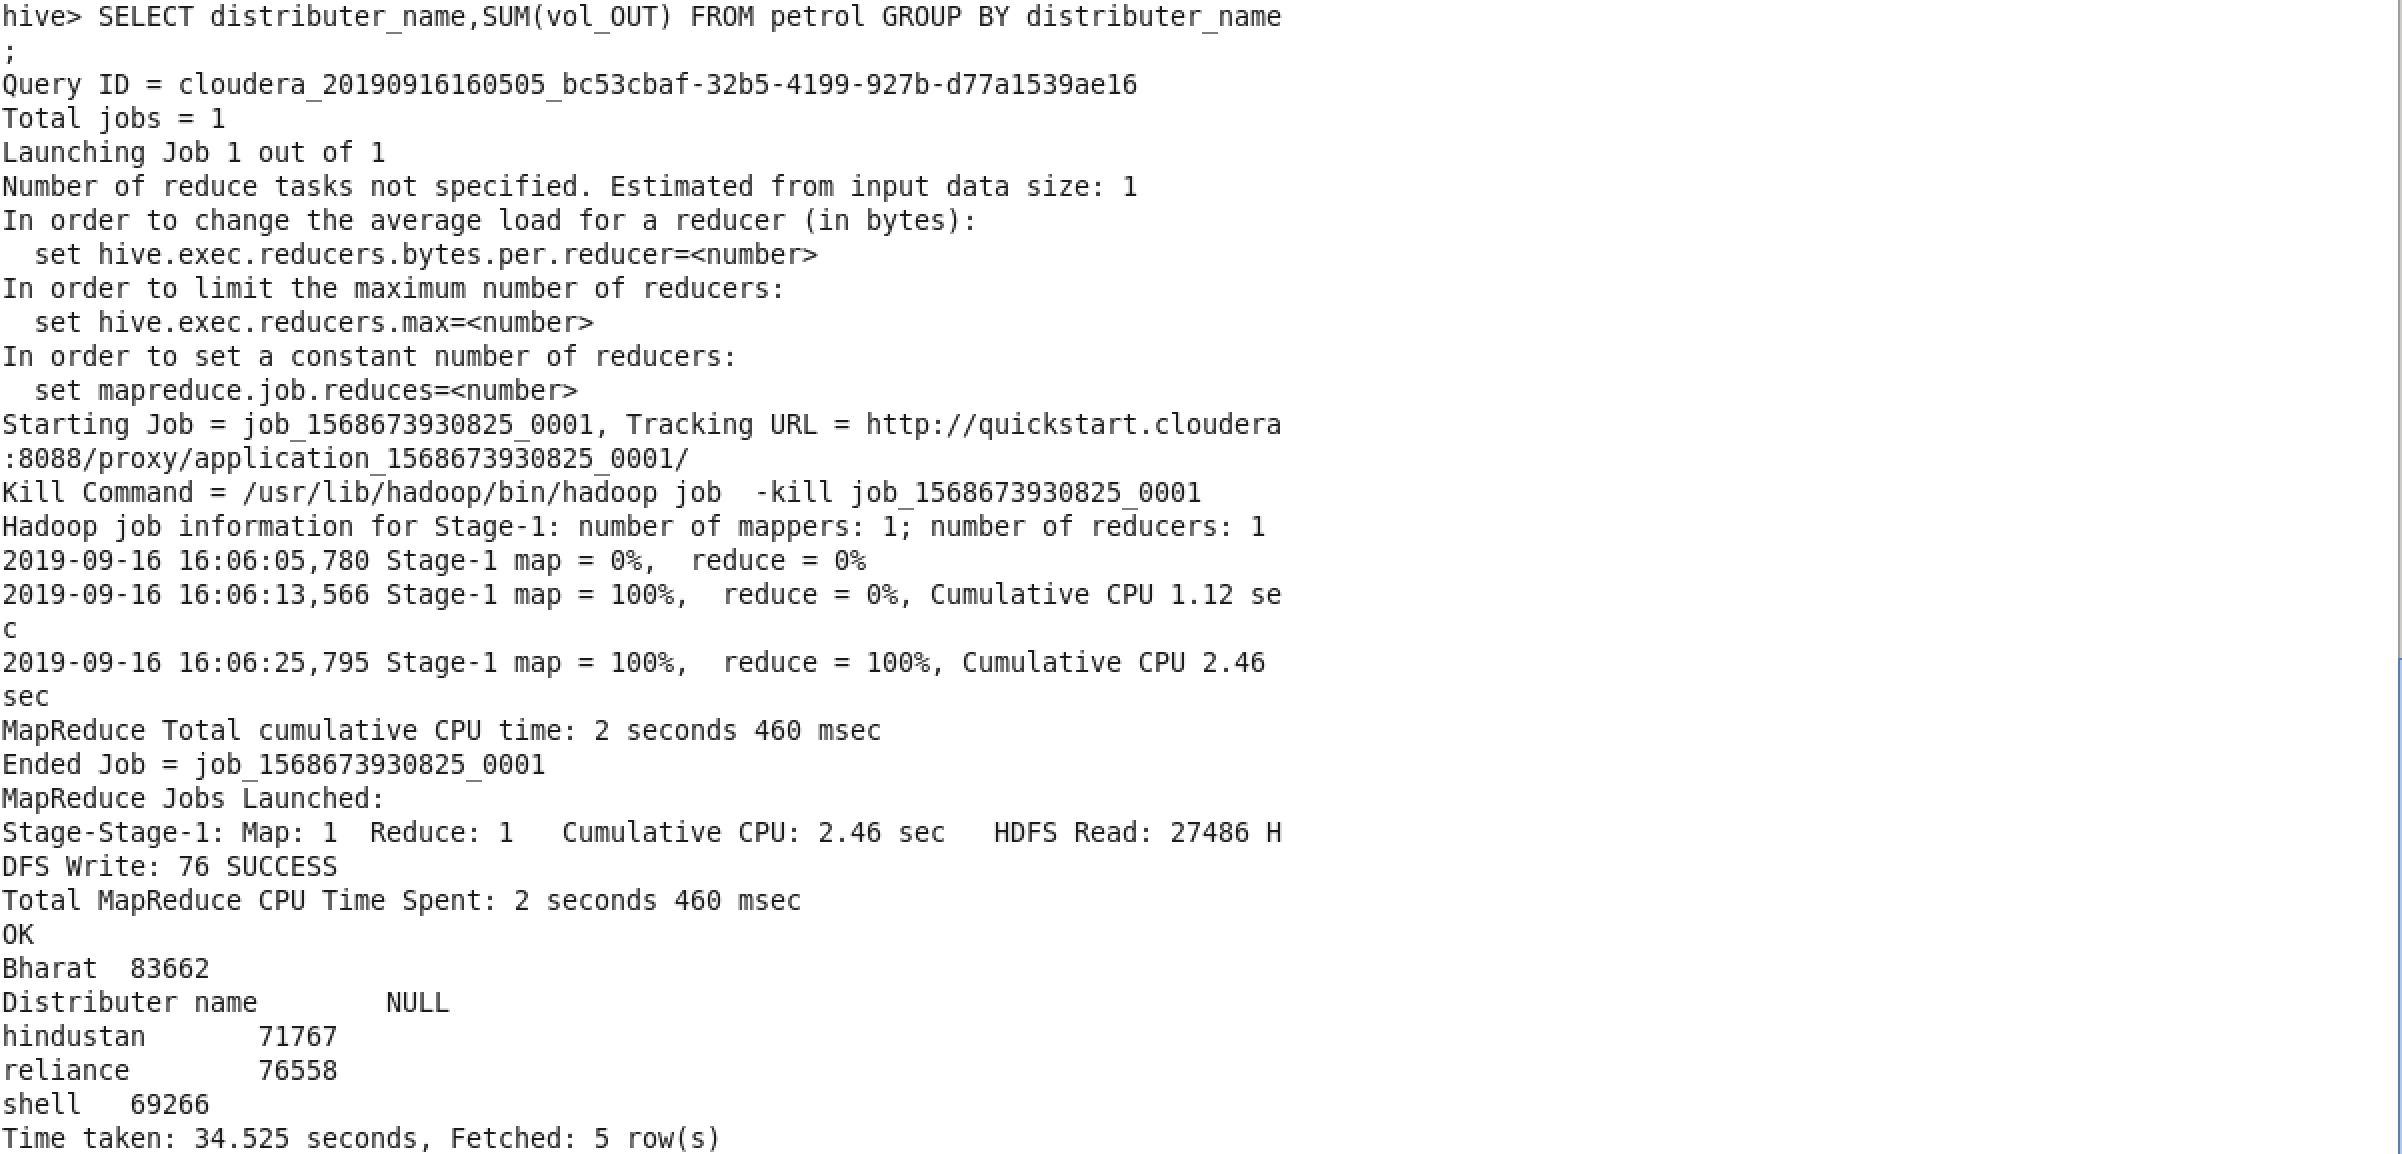 hive> SELECT distributer_name,SUM(vol_OUT) FROM petrol GROUP BY distributer_name
;
Query ID = cloudera_20190916160505_bc53cbaf-32b5-4199-927b-d77a1539ae16
Total jobs = 1
Launching Job 1 out of 1
Number of reduce tasks not specified. Estimated from input data size: 1
In order to change the average load for a reducer (in bytes):
  set hive.exec.reducers.bytes.per.reducer=<number>
In order to limit the maximum number of reducers:
  set hive.exec.reducers.max=<number>
In order to set a constant number of reducers:
  set mapreduce.job.reduces=<number>
Starting Job = job_1568673930825_0001, Tracking URL = http://quickstart.cloudera
:8088/proxy/application_1568673930825_0001/
Kill Command = /usr/lib/hadoop/bin/hadoop job  -kill job_1568673930825_0001
Hadoop job information for Stage-1: number of mappers: 1; number of reducers: 1
2019-09-16 16:06:05,780 Stage-1 map = 0%,  reduce = 0%
2019-09-16 16:06:13,566 Stage-1 map = 100%,  reduce = 0%, Cumulative CPU 1.12 se
c
2019-09-16 16:06:25,795 Stage-1 map = 100%,  reduce = 100%, Cumulative CPU 2.46
sec
MapReduce Total cumulative CPU time: 2 seconds 460 msec
Ended Job = job_1568673930825_0001
MapReduce Jobs Launched:
Stage-Stage-1: Map: 1  Reduce: 1   Cumulative CPU: 2.46 sec   HDFS Read: 27486 H
DFS Write: 76 SUCCESS
Total MapReduce CPU Time Spent: 2 seconds 460 msec
OK
Bharat  83662
Distributer name        NULL
hindustan       71767
reliance        76558
shell   69266
Time taken: 34.525 seconds, Fetched: 5 row(s)